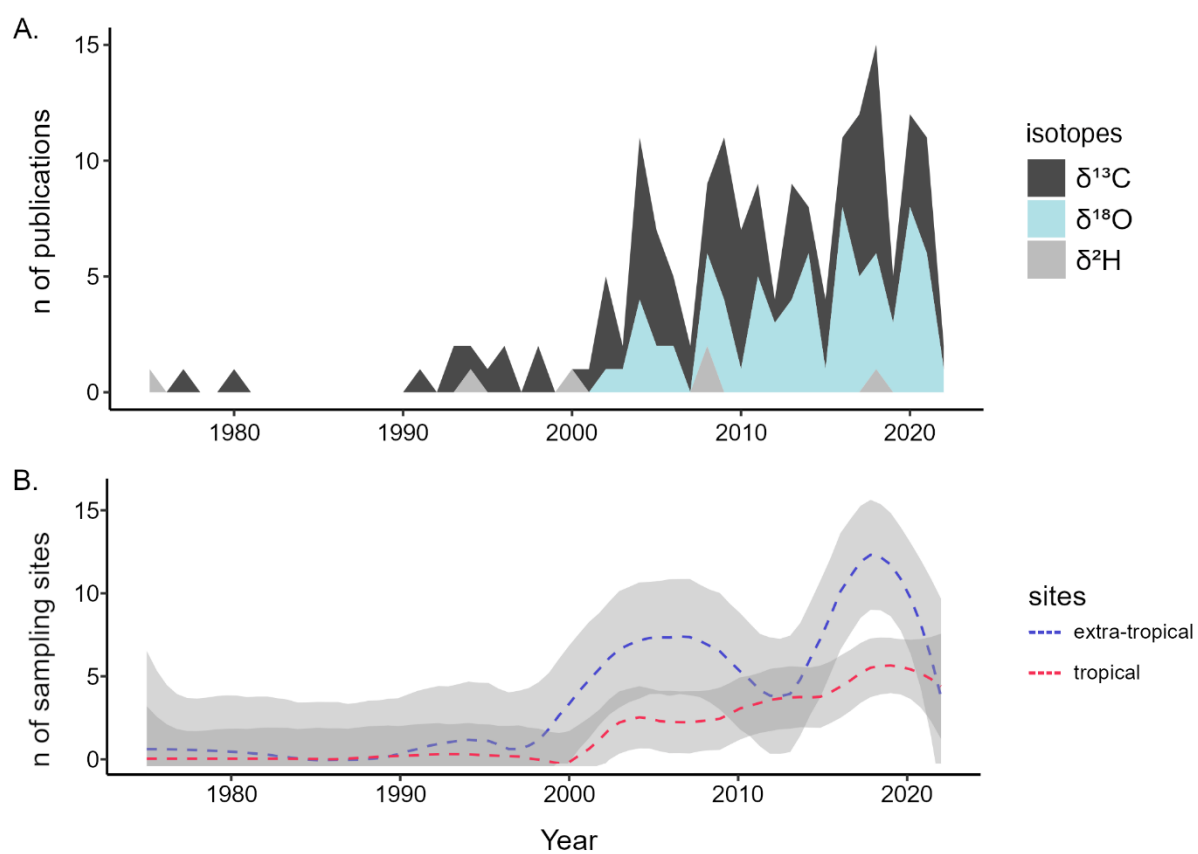 A.
n of publications
15
10
5
0
1980
1990
2000
2010
2020
isotopes
δ¹³C
δ¹⁸O
δ²H
B.
n of sampling sites
15
10
5
0
1980
1990
2000
2010
2020
Year
sites
extra-tropical
tropical